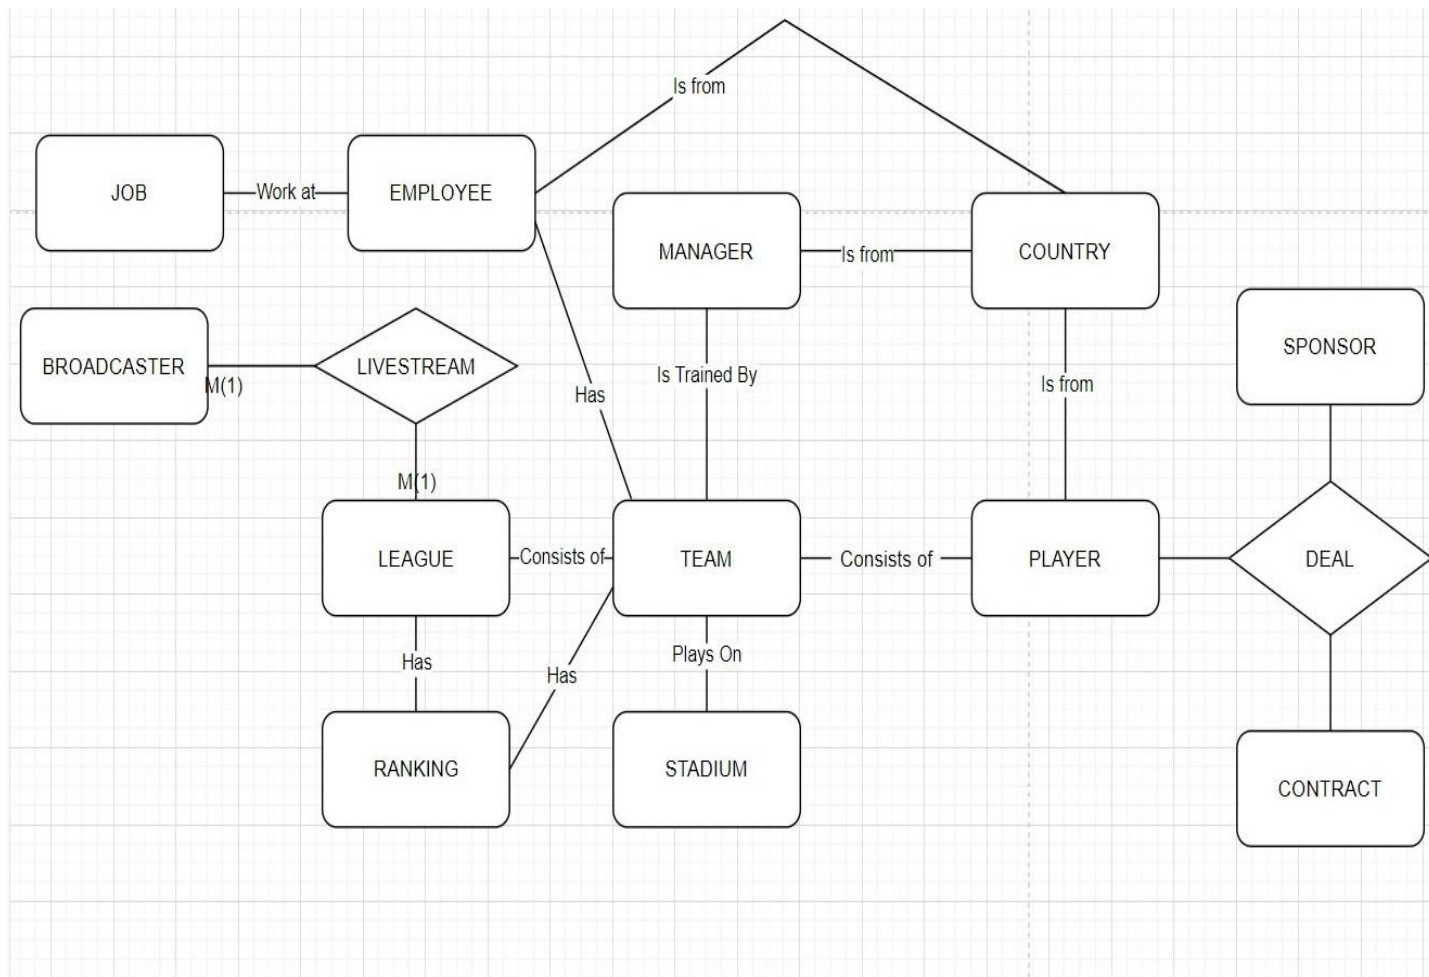 Is from
JOB
Work at
EMPLOYEE
MANAGER
Is from
COUNTRY
BROADCASTER
M(1)
LIVESTREAM
Has
Is Trained By
Is from
SPONSOR
M(1)
LEAGUE
Consists of
TEAM
Consists of
PLAYER
DEAL
Has
Has
Plays On
RANKING
STADIUM
CONTRACT